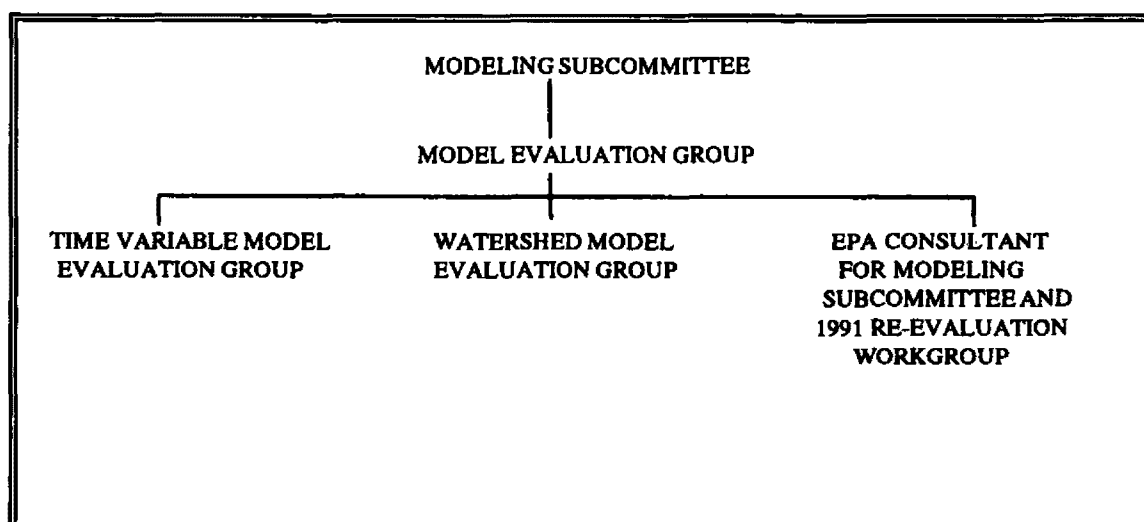 MODELING SUBCOMMITTEE
MODEL EVALUATION GROUP
TIME VARIABLE MODEL
EVALUATION GROUP
WATERSHED MODEL
EVALUATION GROUP
EPA CONSULTANT
FOR MODELING
SUBCOMMITTEE AND
1991 RE-EVALUATION
WORKGROUP